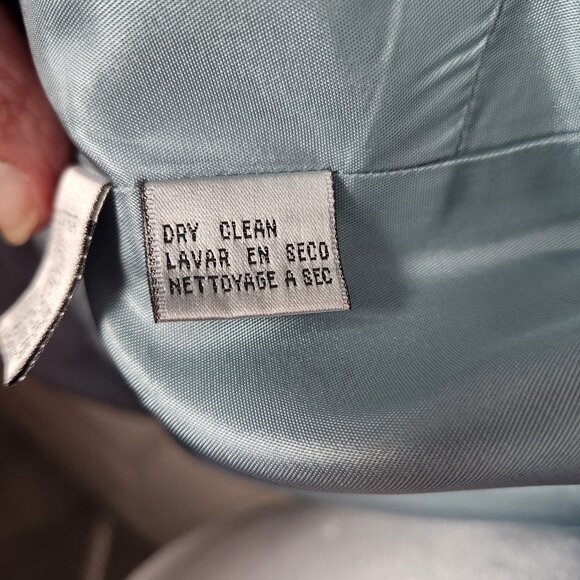 DRY CLEAN
LAVAR EN SECO
NETTOYAGE A SEC